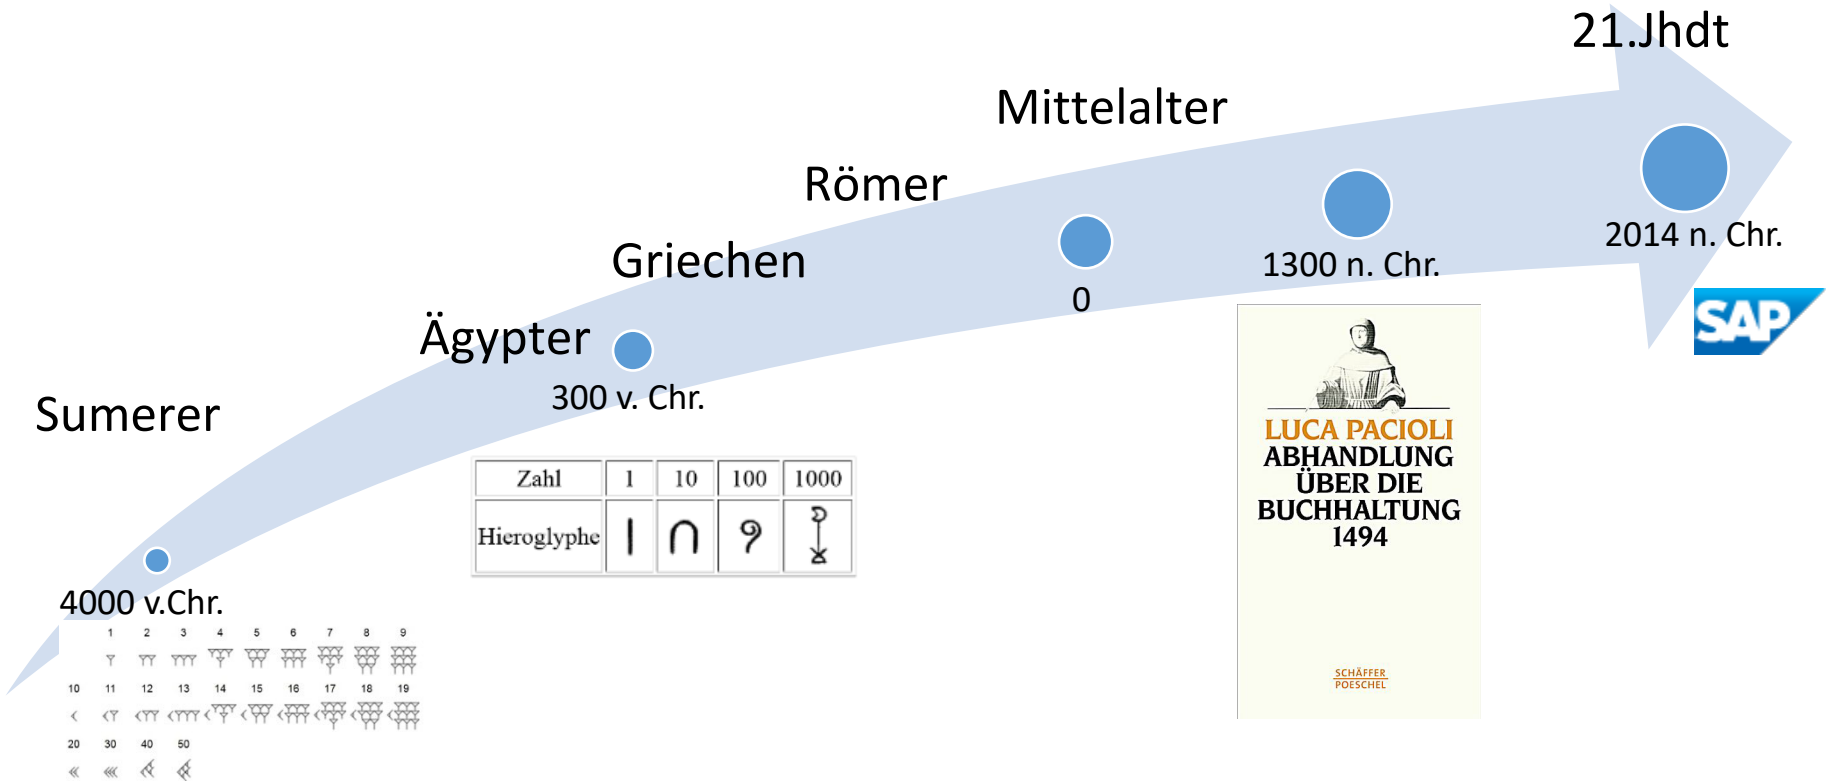 21.Jhdt
Mittelalter
Römer
Griechen
Ägypter
Sumerer
2014 n. Chr.
1300 n. Chr.
0
300 v. Chr.
4000 v.Chr.
SAP
LUCA PACIOLI
ABHANDLUNG
ÜBER DIE
BUCHHALTUNG
1494
SCHÄFFER
POESCHEL
Zahl 1 10 100 1000
Hieroglyphe
1 2 3 4 5 6 7 8 9
10 11 12 13 14 15 16 17 18 19
20 30 40 50